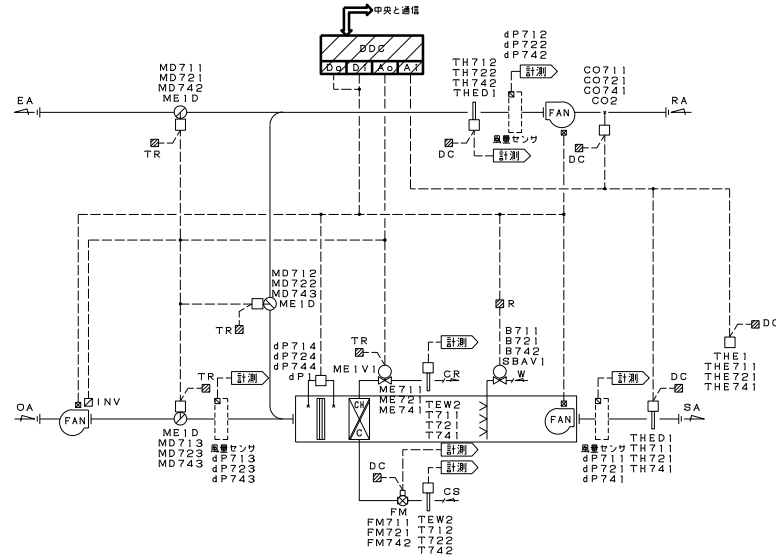 中央と通信
DDC
Do Di Ao Ai
dP712
dP722
dP742
計測
TH712
TH722
TH742
THED1
CO711
CO721
CO741
CO2
MD711
MD721
MD742
ME1D
EA
RA
FAN
風量センサ
DC
計測
DC
TR
MD712
MD722
MD743
ME1D
TR
R
DC
THE1
THE711
THE721
THE741
dP714
dP724
dP744
dP1
TR
ME1V1
計測
CR
ME711
ME721
ME741
B711
B721
B742
SBAV1
W
TR
計測
INV
OA
FAN
ME1D
MD713
MD723
MD743
風量センサ
dP713
dP723
dP743
CH
C
TEW2
T711
T721
T741
FAN
計測
風量センサ
dP711
dP721
dP741
DC
SA
THED1
TH711
TH721
TH741
計測
DC
計測
CS
FM
FM711
FM721
FM742
TEW2
T712
T722
T742